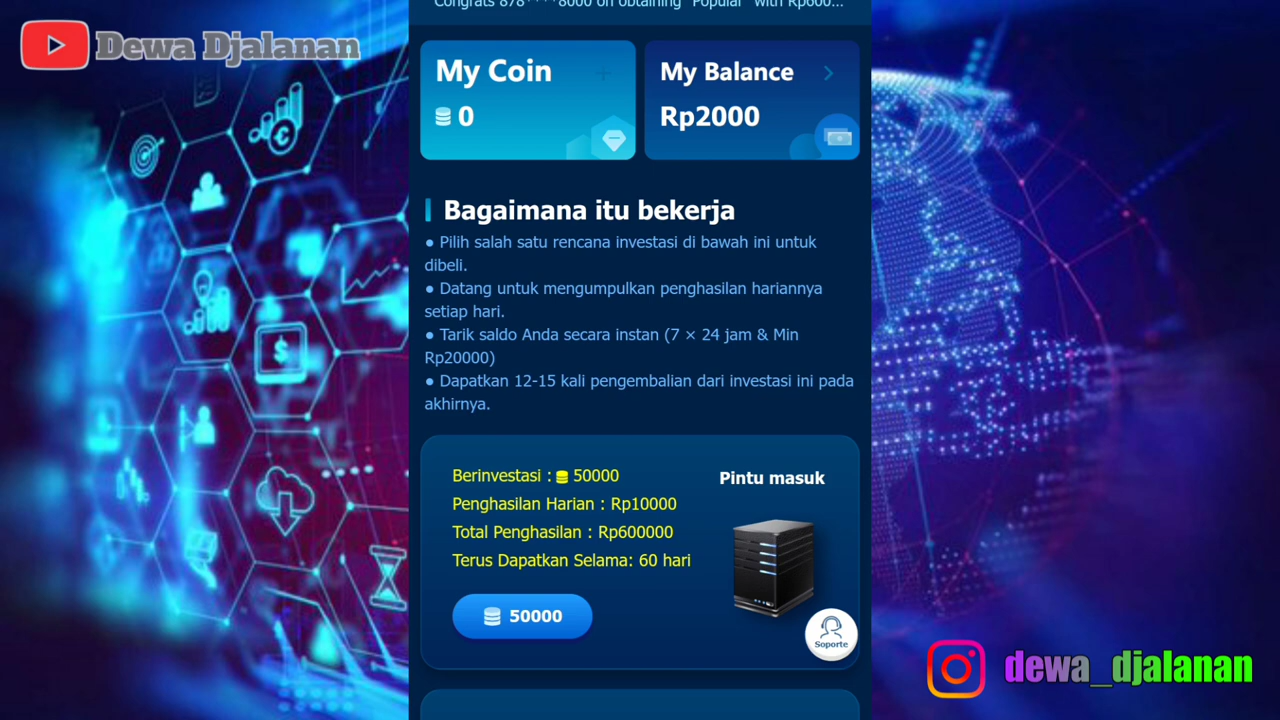 Congrats 878****8000 on obtaining "Popular" with Rp600...
Dewa Djalanan
My Coin
My Balance
0
Rp2000
Bagaimana itu bekerja
● Pilih salah satu rencana investasi di bawah ini untuk
dibeli.
● Datang untuk mengumpulkan penghasilan hariannya
setiap hari.
● Tarik saldo Anda secara instan (7 × 24 jam & Min
Rp20000)
● Dapatkan 12-15 kali pengembalian dari investasi ini pada
akhirnya.
Berinvestasi : 50000
Pintu masuk
Penghasilan Harian : Rp10000
Total Penghasilan : Rp600000
Terus Dapatkan Selama: 60 hari
50000
Soporte
dewa_djalanan